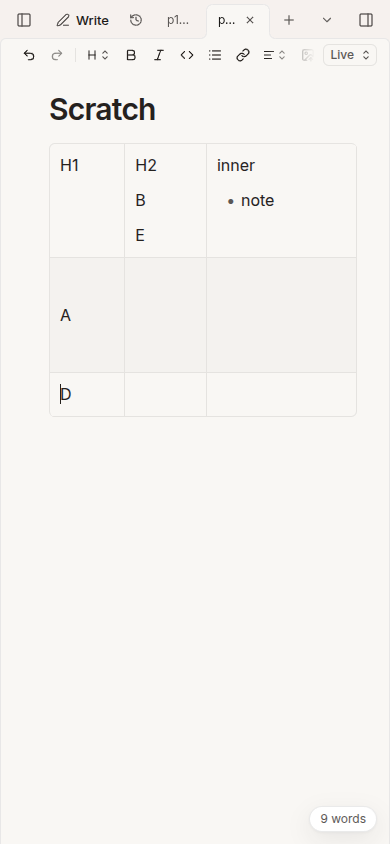 Write
p1...
p...
H
B
I
Live
Scratch
H1
H2
B
E
inner
• note
A
D
9 words